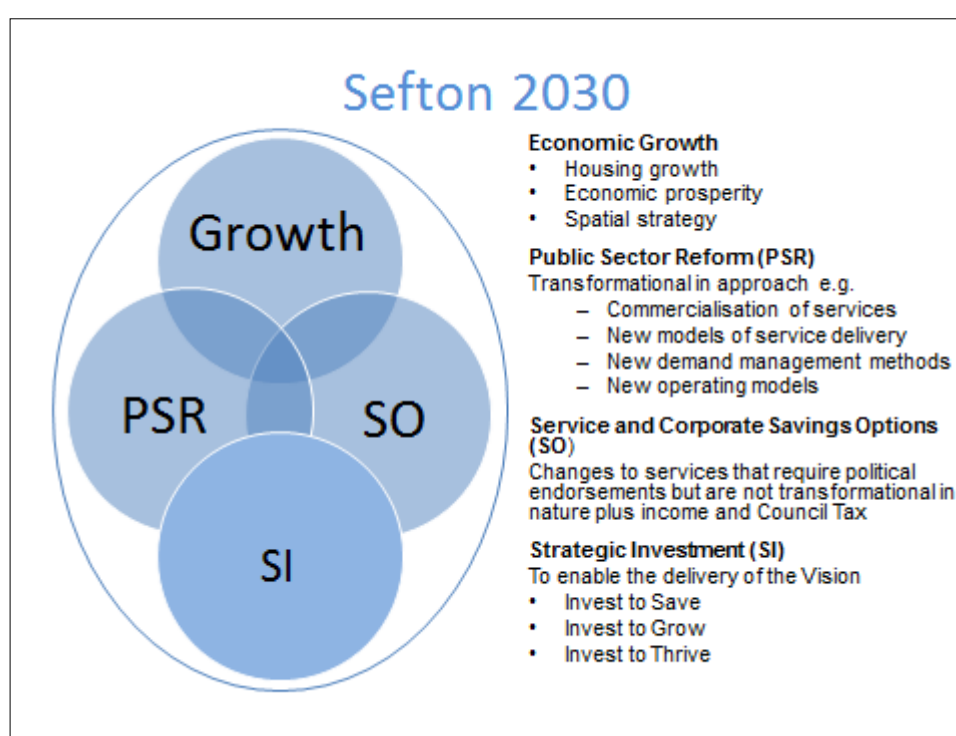 Sefton 2030
Growth
PSR
SO
SI
Economic Growth
• Housing growth
• Economic prosperity
• Spatial strategy
Public Sector Reform (PSR)
Transformational in approach e.g.
– Commercialisation of services
– New models of service delivery
– New demand management methods
– New operating models
Service and Corporate Savings Options
(SO)
Changes to services that require political
endorsements but are not transformational in
nature plus income and Council Tax
Strategic Investment (SI)
To enable the delivery of the Vision
• Invest to Save
• Invest to Grow
• Invest to Thrive